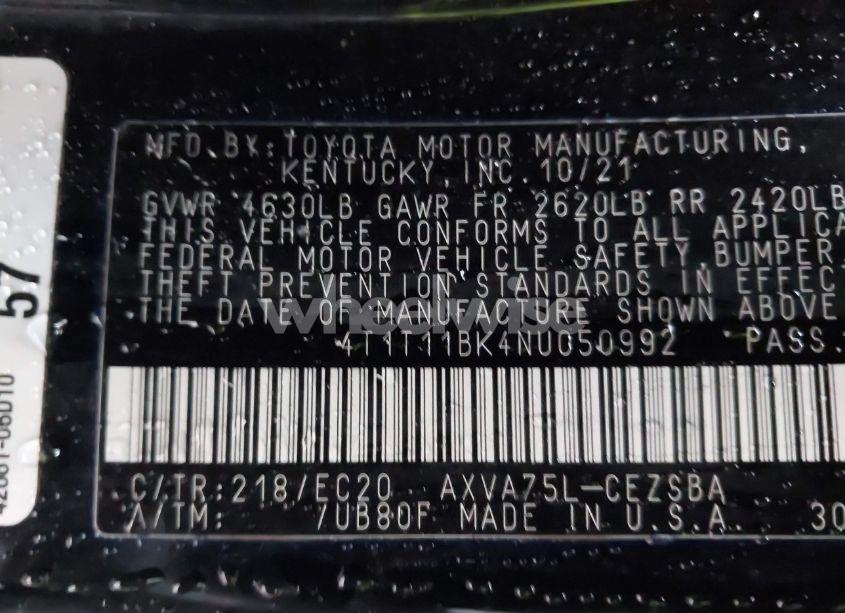 MFD. BY: TOYOTA MOTOR MANUFACTURING,
KENTUCKY, INC. 10/21
GVWR 4630LB GAWR FR 2620LB RR 2420LB
THIS VEHICLE CONFORMS TO ALL APPLICA
FEDERAL MOTOR VEHICLE SAFETY, BUMPER,
THEFT PREVENTION STANDARDS IN EFFEC
THE DATE OF MANUFACTURE SHOWN ABOVE
wheelwise
4T1T11BK4NU050992 PASS.
C/TR: 218/EC20 AXVA75L-CEZSBA
A/TM: /UB80F MADE IN U.S.A. 30
57